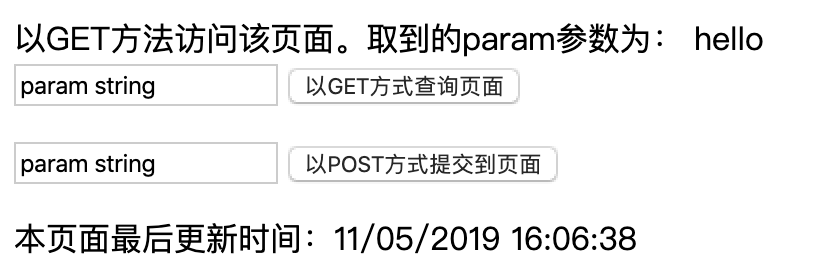 以GET方法访问该页面。取到的param参数为： hello
param string 以GET方式查询页面
param string 以POST方式提交到页面
本页面最后更新时间：11/05/2019 16:06:38